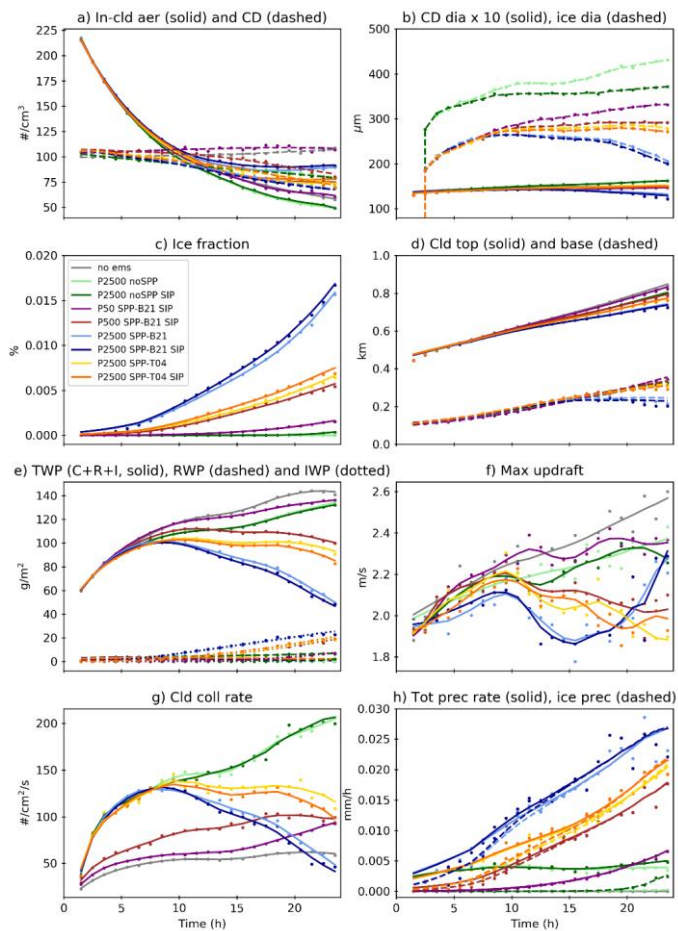 a) In-cld aer (solid) and CD (dashed)
225
200
175
150
125
100
75
50
#/cm³
b) CD dia x 10 (solid), ice dia (dashed)
500
400
300
200
100
μm
c) Ice fraction
0.020
0.015
0.010
0.005
0.000
%
no ems
P2500 noSPP
P2500 noSPP SIP
P50 SPP-B21 SIP
P500 SPP-B21 SIP
P2500 SPP-B21
P2500 SPP-B21 SIP
P2500 SPP-T04
P2500 SPP-T04 SIP
d) Cld top (solid) and base (dashed)
1.0
0.8
0.6
0.4
0.2
0.0
km
e) TWP (C+R+I, solid), RWP (dashed) and IWP (dotted)
140
120
100
80
60
40
20
0
g/m²
f) Max updraft
2.6
2.4
2.2
2.0
1.8
m/s
g) Cld coll rate
200
150
100
50
#/cm²/s
0 5 10 15 20
Time (h)
h) Tot prec rate (solid), ice prec (dashed)
0.030
0.025
0.020
0.015
0.010
0.005
0.000
mm/h
0 5 10 15 20
Time (h)